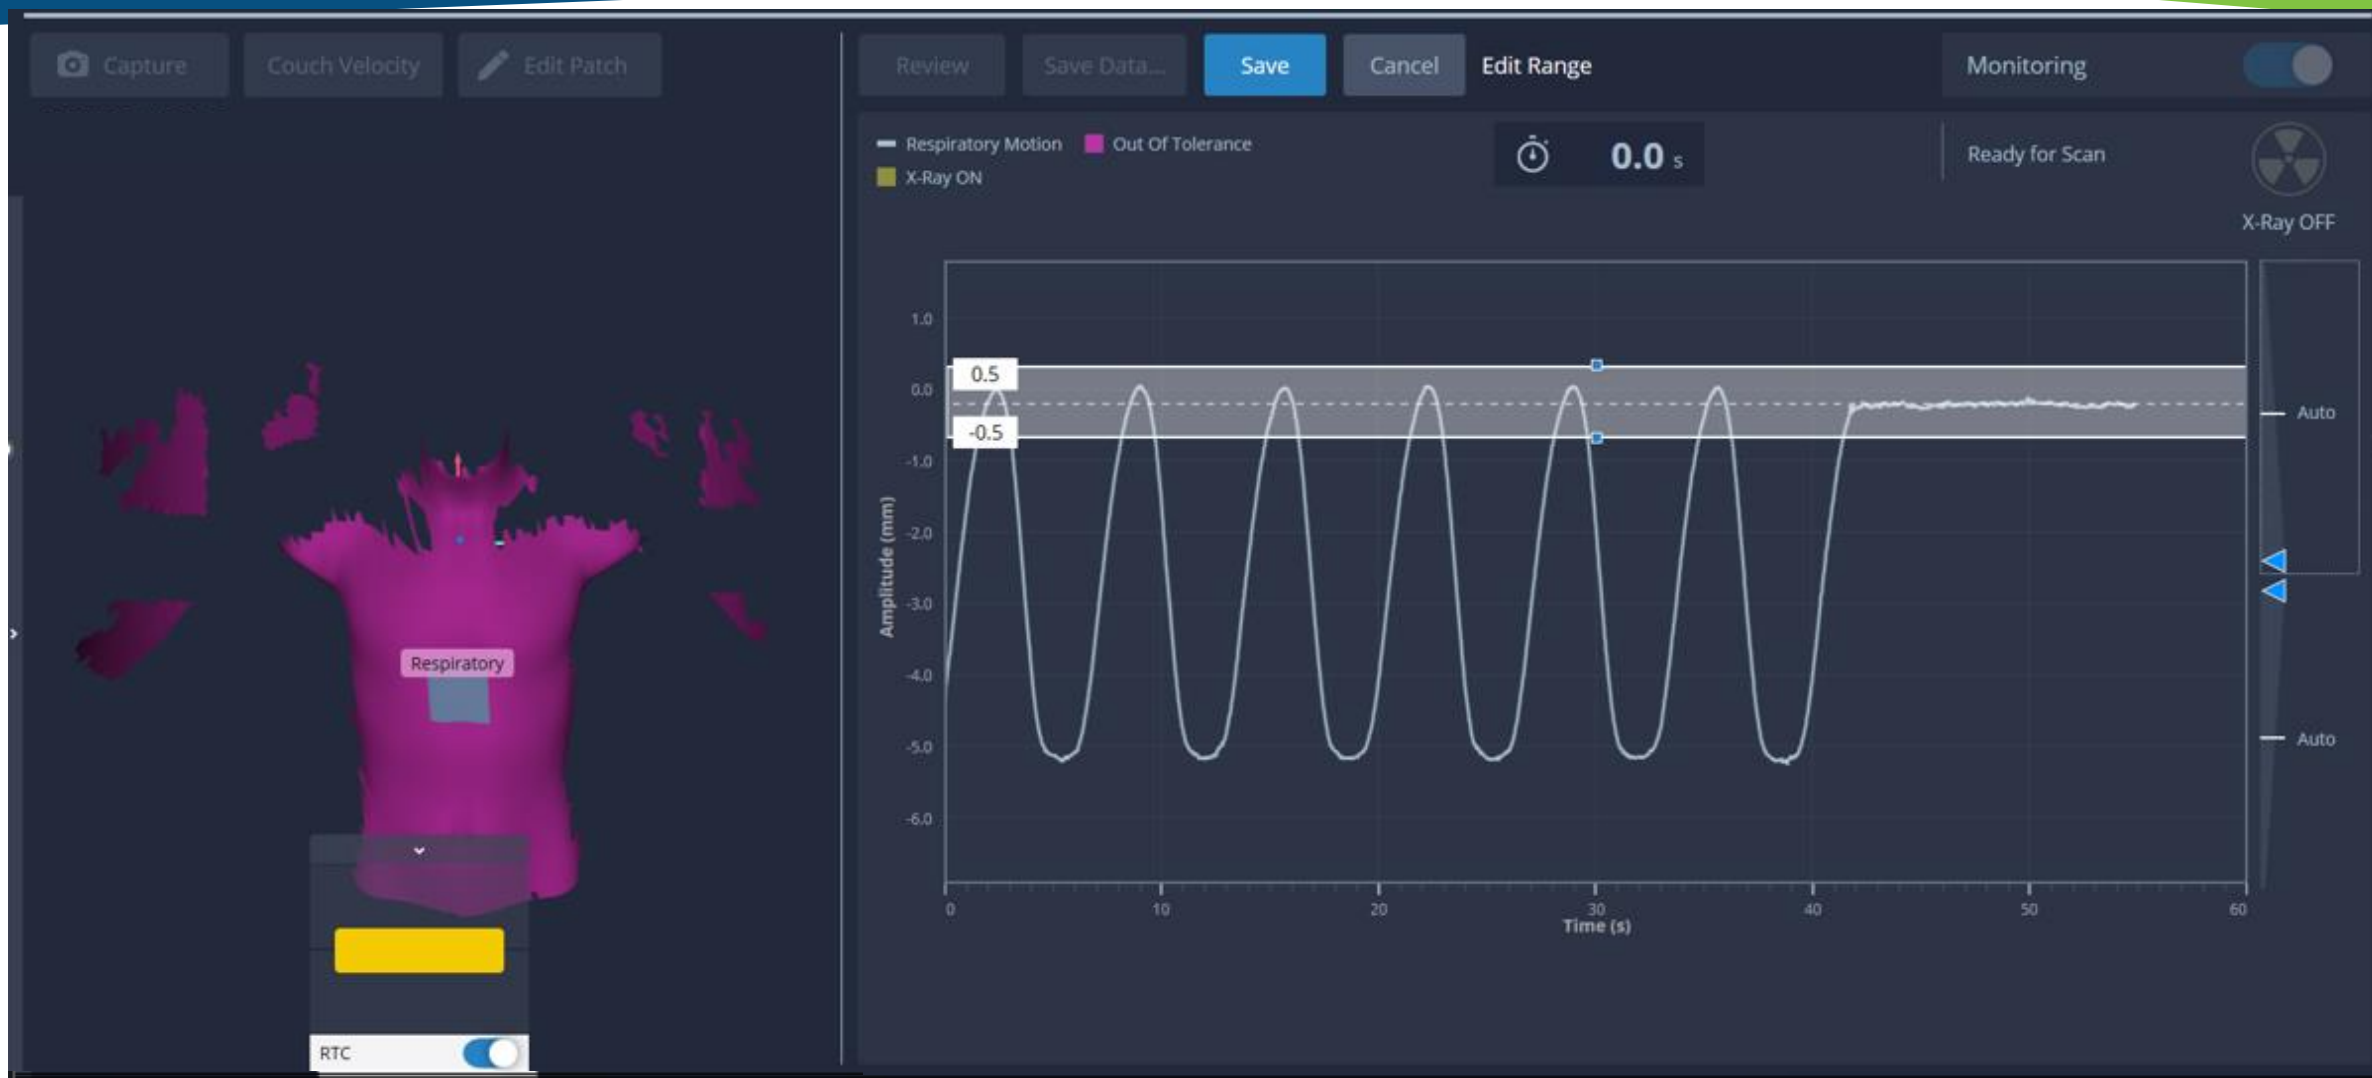 Capture
Couch Velocity
Edit Patch
Review
Save Data...
Save
Cancel
Edit Range
Monitoring
Respiratory Motion
Out Of Tolerance
X-Ray ON
0.0 s
Ready for Scan
X-Ray OFF
1.0
0.5
0.0
-0.5
-1.0
-2.0
-3.0
-4.0
-5.0
-6.0
Amplitude (mm)
0 10 20 30 40 50 60
Time (s)
Auto
Auto
Respiratory
RTC